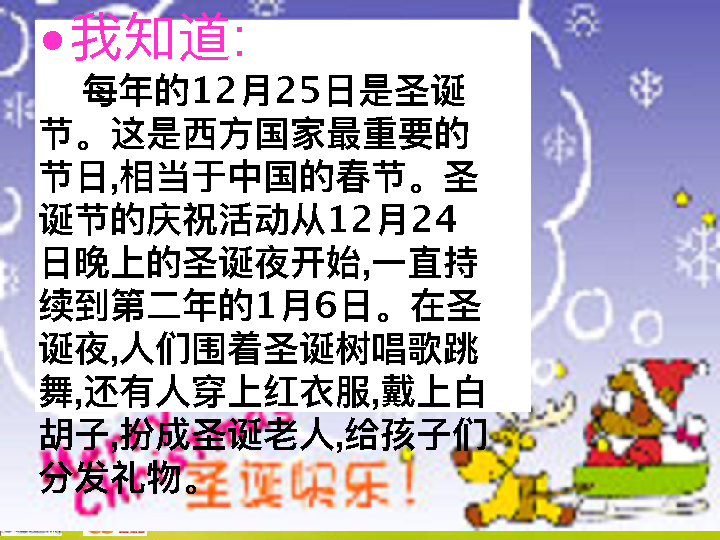 •我知道:
每年的12月25日是圣诞
节。这是西方国家最重要的
节日,相当于中国的春节。圣
诞节的庆祝活动从12月24
日晚上的圣诞夜开始,一直持
续到第二年的1月6日。在圣
诞夜,人们围着圣诞树唱歌跳
舞,还有人穿上红衣服,戴上白
胡子,扮成圣诞老人,给孩子们
分发礼物。
圣诞快乐!